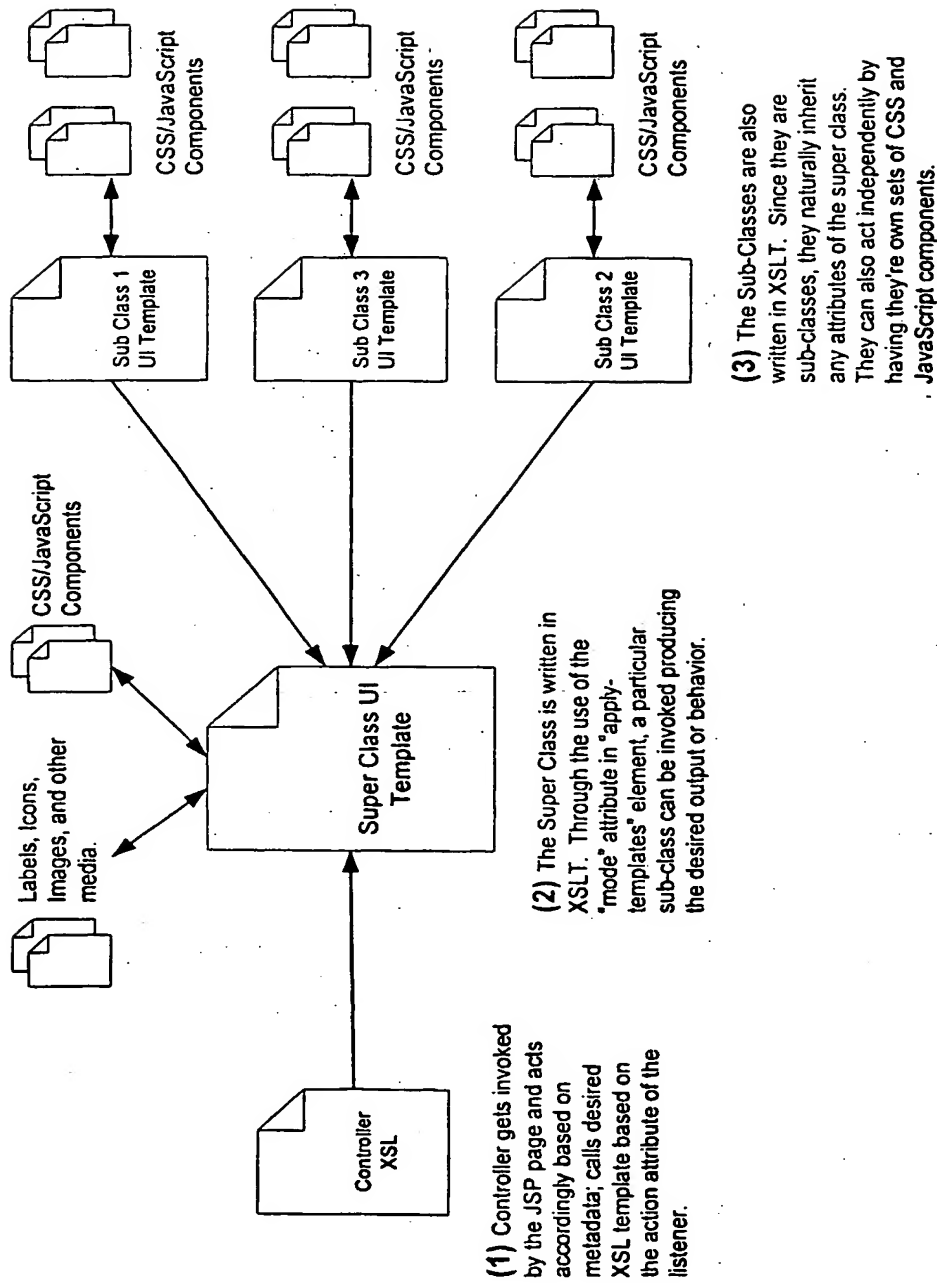 Labels, Icons,
Images, and other
media.
CSS/JavaScript
Components
Controller
XSL
Super Class UI
Template
Sub Class 1
UI Template
CSS/JavaScript
Components
Sub Class 3
UI Template
CSS/JavaScript
Components
Sub Class 2
UI Template
CSS/JavaScript
Components
(1) Controller gets invoked
by the JSP page and acts
accordingly based on
metadata; calls desired
XSL template based on
the action attribute of the
listener.
(2) The Super Class is written in
XSLT. Through the use of the
"mode" attribute in "apply-
templates" element, a particular
sub-class can be invoked producing
the desired output or behavior.
(3) The Sub-Classes are also
written in XSLT. Since they are
sub-classes, they naturally inherit
any attributes of the super class.
They can also act independently by
having they're own sets of CSS and
JavaScript components.